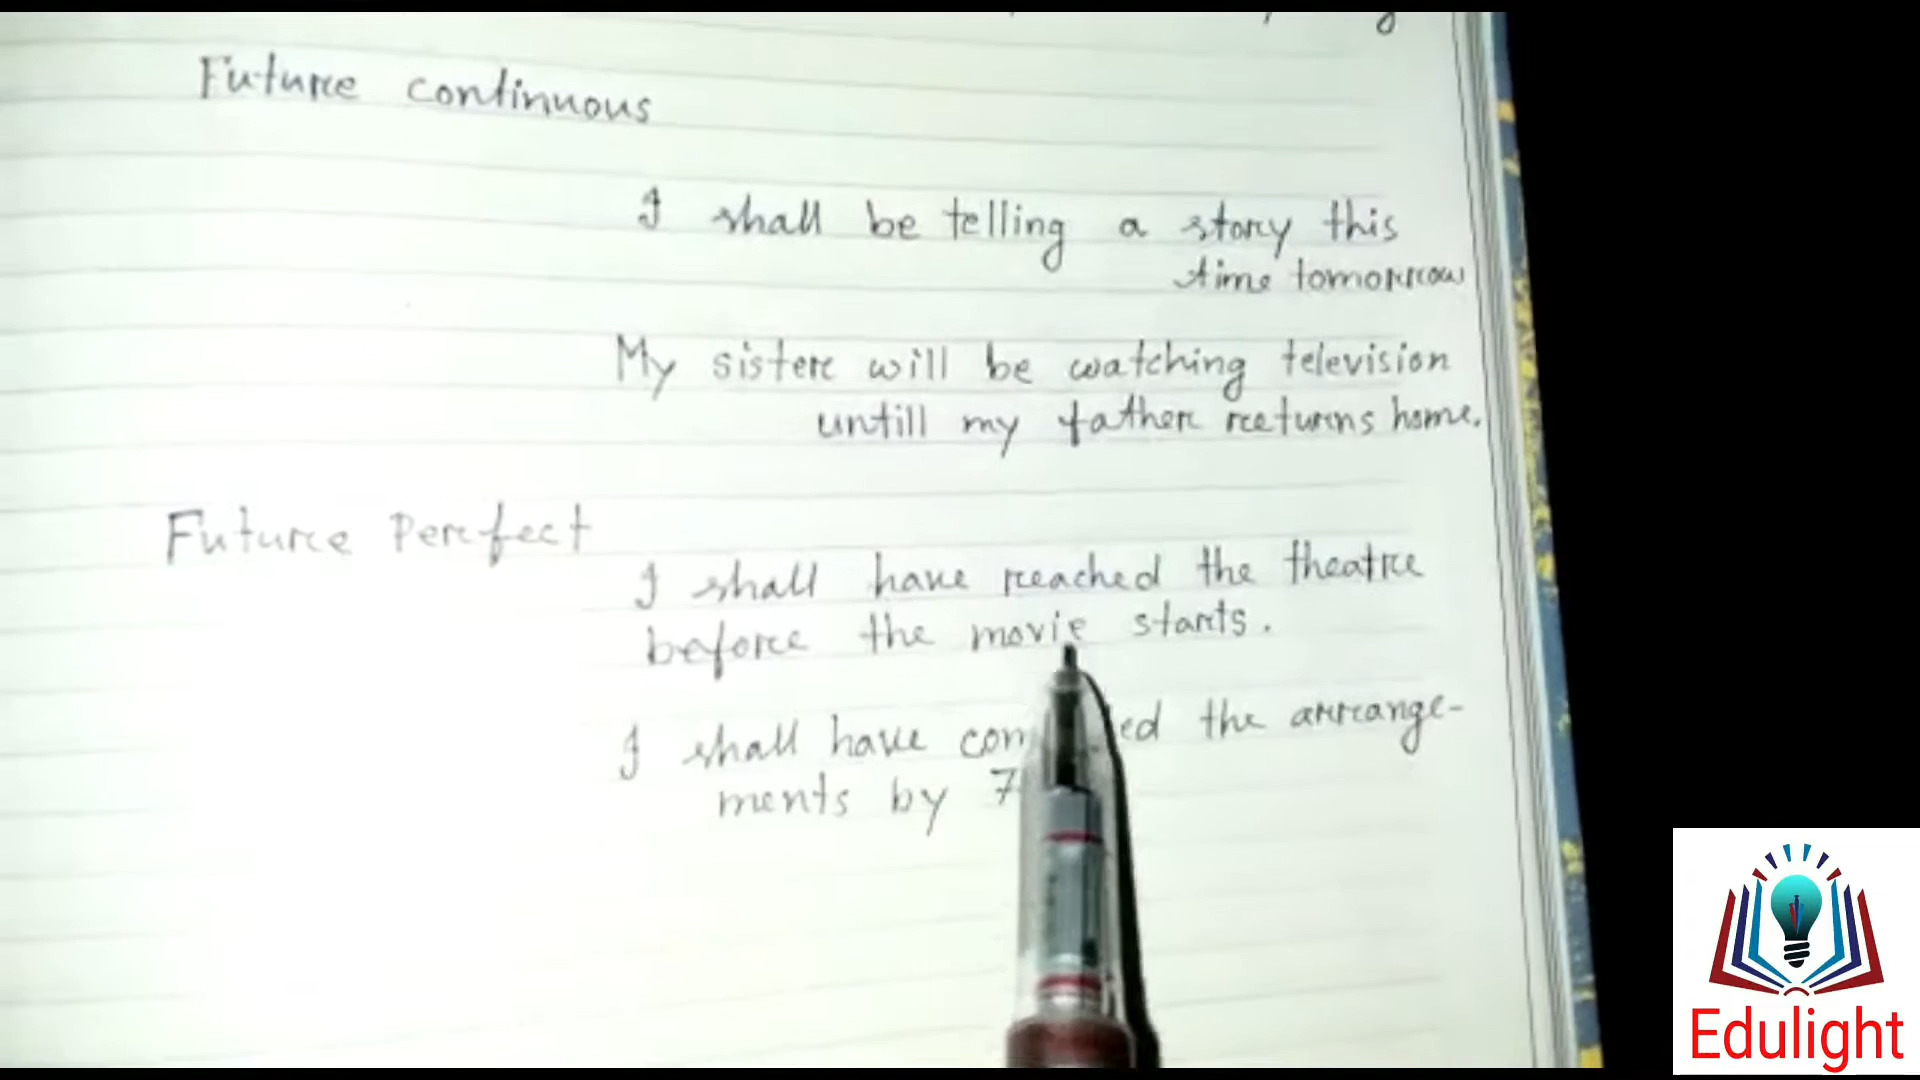 Future continuous
I shall be telling a story this
time tomorrow
My sister will be watching television
untill my father returns home.
Future Perfect
I shall have reached the theatre
before the movie starts.
I shall have the arrange-
ments by 7
Edulight